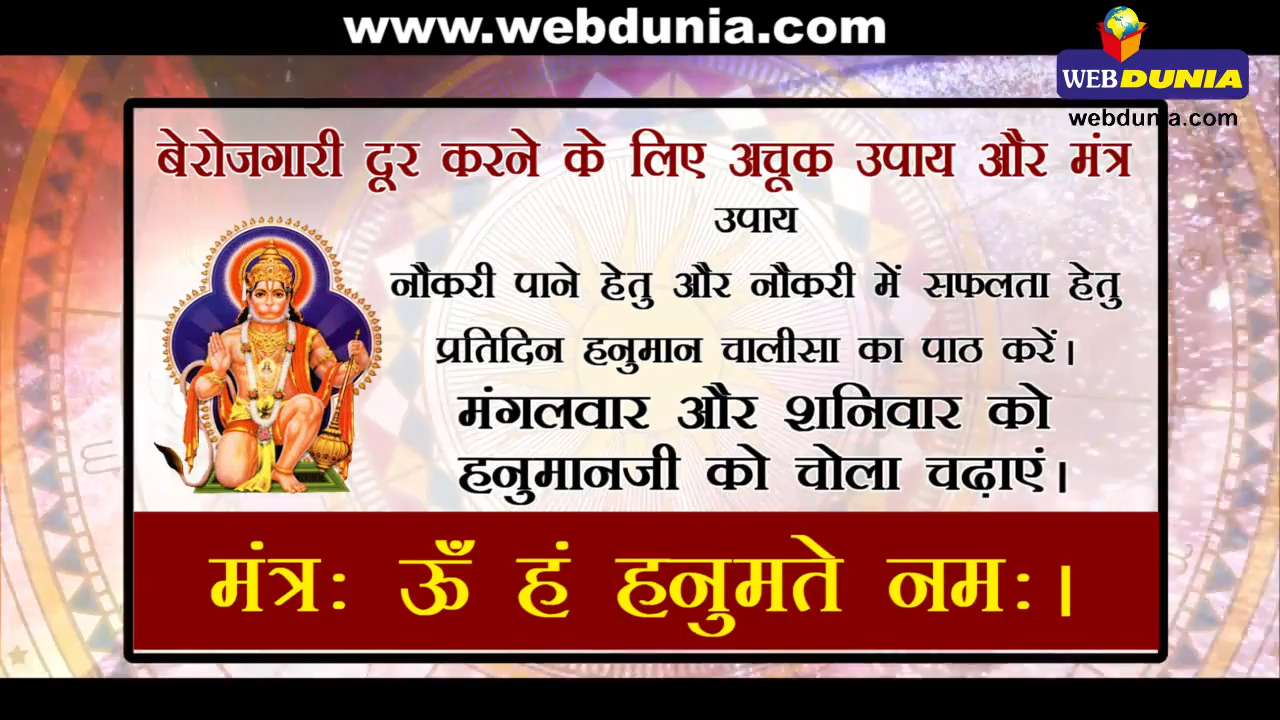 www.webdunia.com
WEBDUNIA
webdunia.com
बेरोजगारी दूर करने के लिए अचूक उपाय और मंत्र
उपाय
नौकरी पाने हेतु और नौकरी में सफलता हेतु
प्रतिदिन हनुमान चालीसा का पाठ करें।
मंगलवार और शनिवार को
हनुमानजी को चोला चढ़ाएं।
मंत्र: ऊँ हं हनुमते नम:।